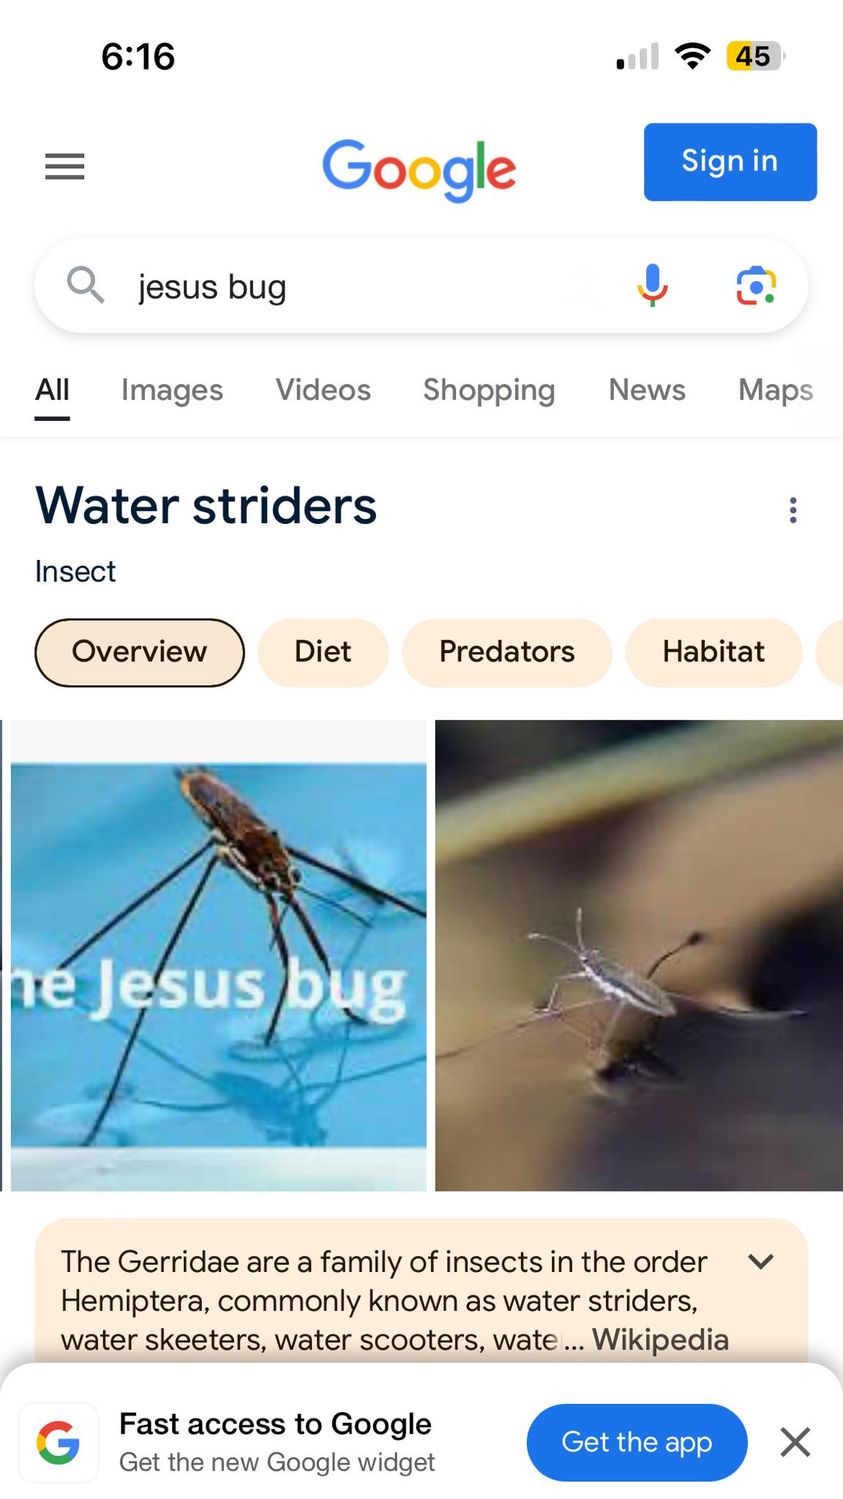 6:16
45
Google
Sign in
jesus bug
All Images Videos Shopping News Maps
Water striders
Insect
Overview Diet Predators Habitat
he Jesus bug
The Gerridae are a family of insects in the order
Hemiptera, commonly known as water striders,
water skeeters, water scooters, wate... Wikipedia
Fast access to Google
Get the new Google widget
Get the app